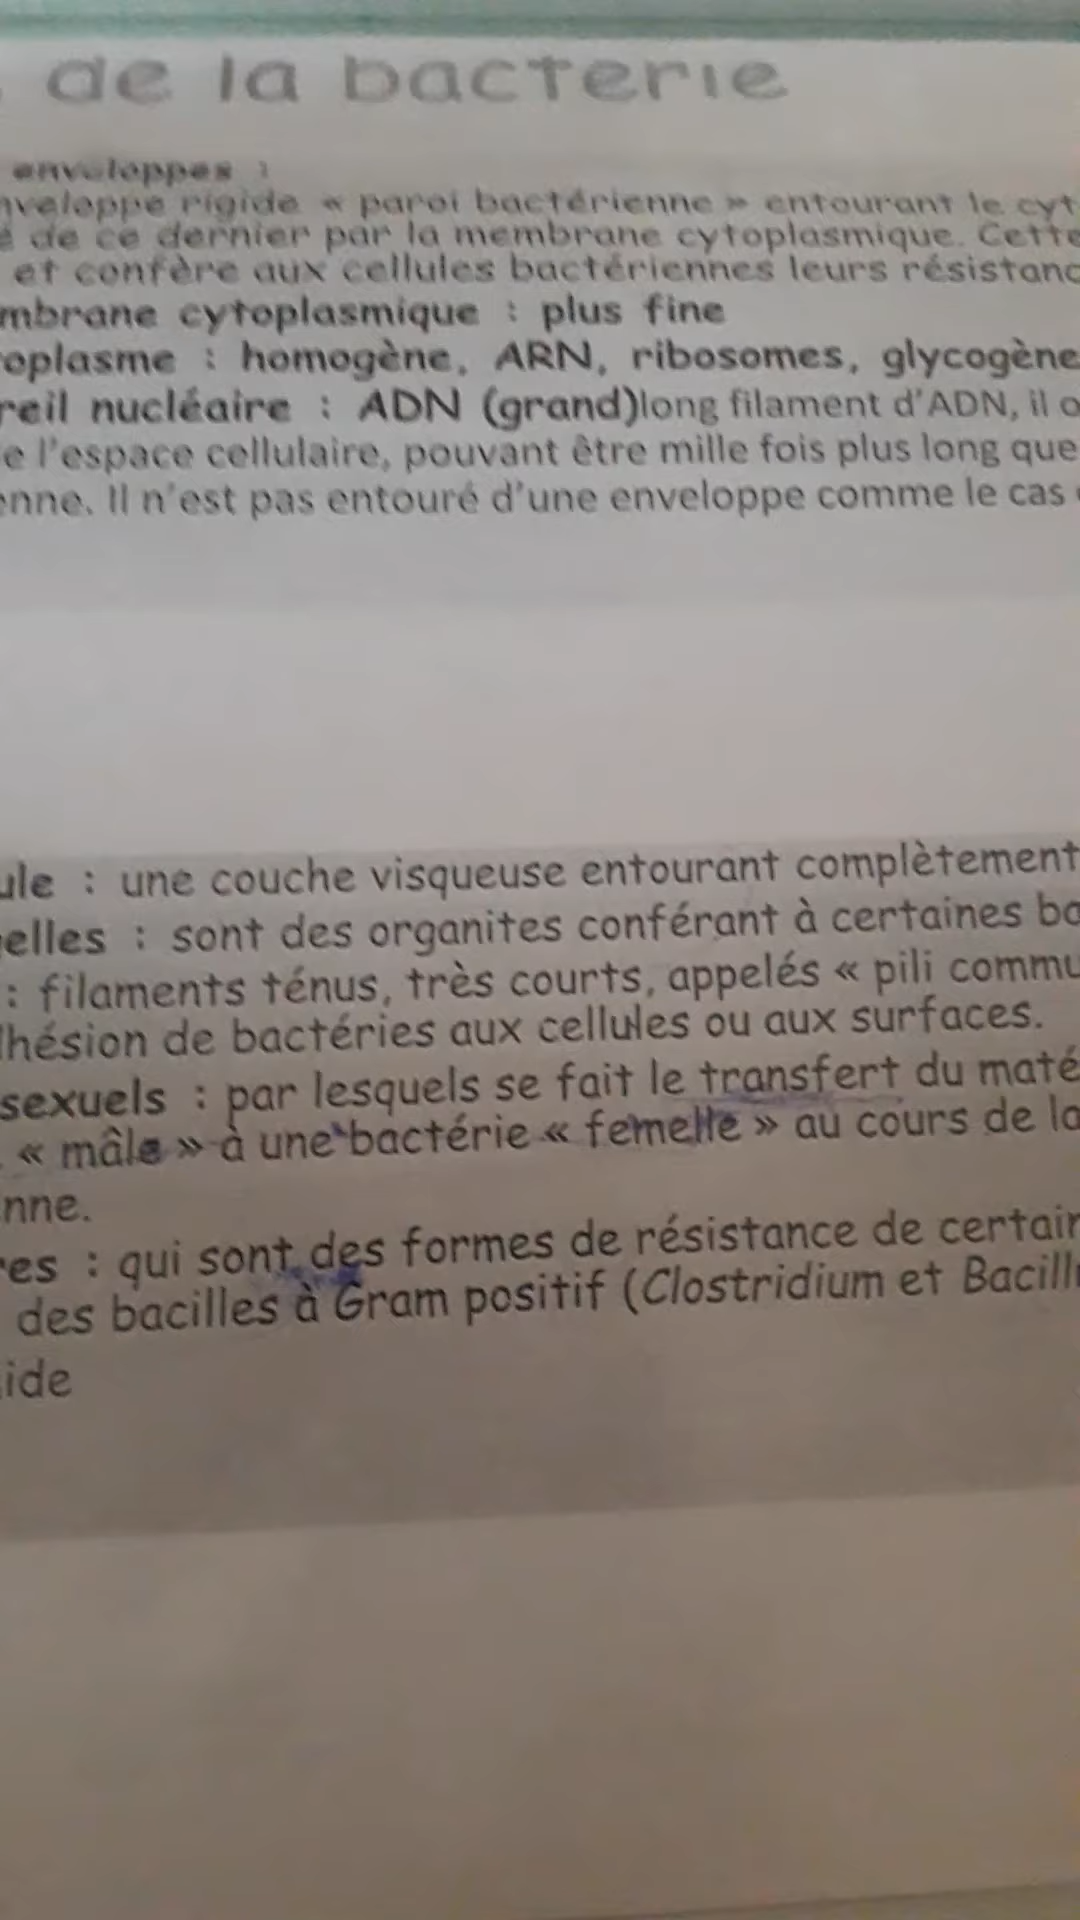 de la bacterie
enveloppes :
nveloppe rigide « paroi bactérienne » entourant le cyt
é de ce dernier par la membrane cytoplasmique. Cette
et confère aux cellules bactériennes leurs résistanc
mbrane cytoplasmique : plus fine
oplasme : homogène, ARN, ribosomes, glycogène
reil nucléaire : ADN (grand)long filament d'ADN, il o
e l'espace cellulaire, pouvant être mille fois plus long que
enne. Il n'est pas entouré d'une enveloppe comme le cas
ule : une couche visqueuse entourant complètement
elles : sont des organites conférant à certaines ba
: filaments ténus, très courts, appelés « pili commu
lhésion de bactéries aux cellules ou aux surfaces.
sexuels : par lesquels se fait le transfert du maté
« mâle » à une bactérie « femelle » au cours de la
nne.
res : qui sont des formes de résistance de certain
des bacilles à Gram positif (Clostridium et Bacill
ide